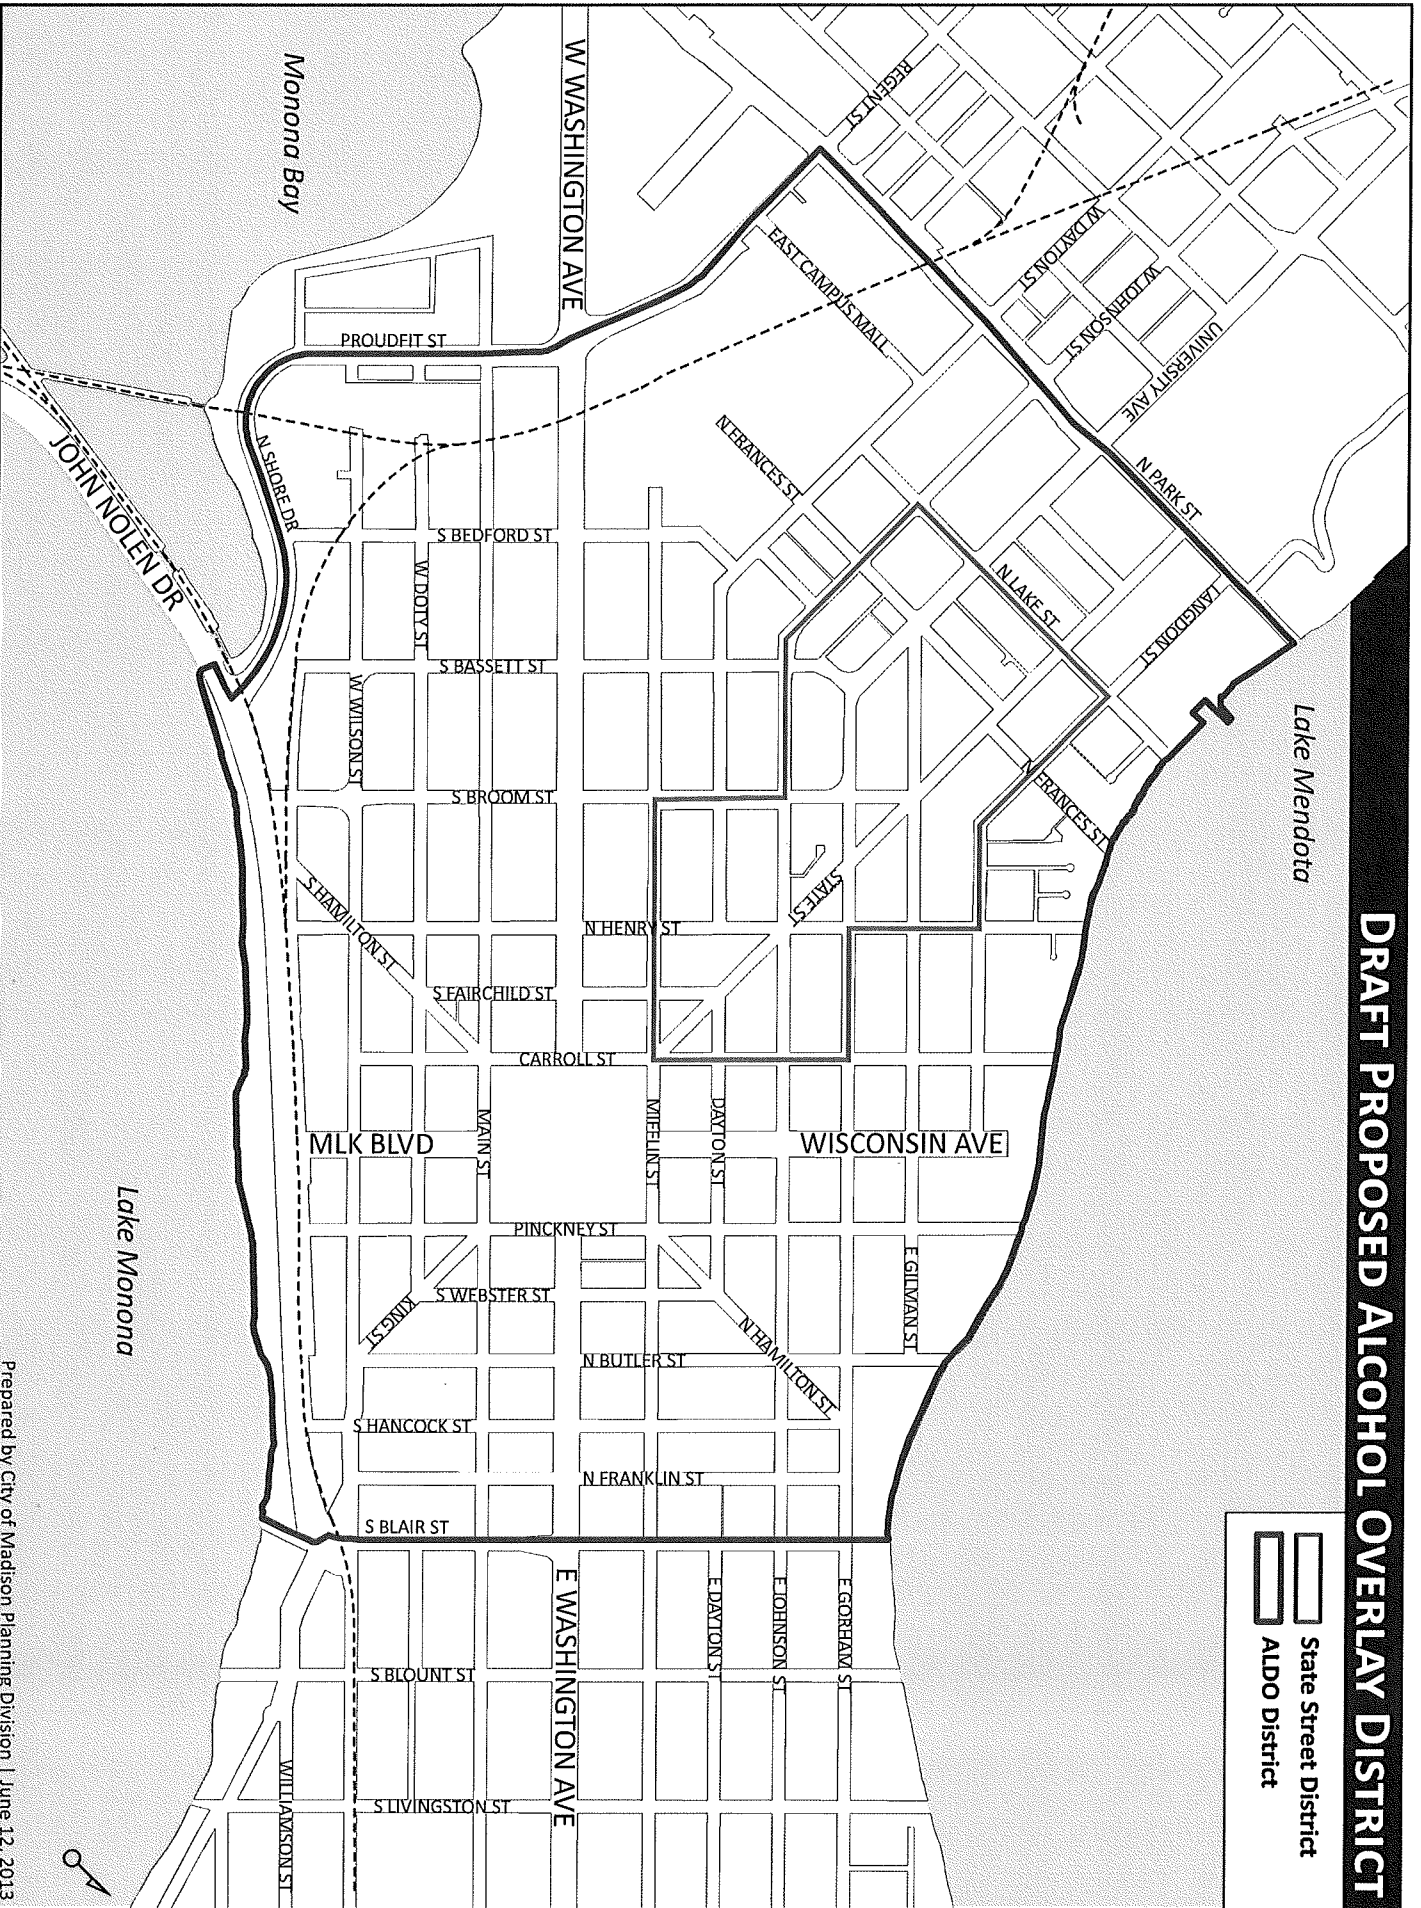 DRAFT PROPOSED ALCOHOL OVERLAY DISTRICT
State Street District
ALDO District
Lake Mendota
Monona Bay
Lake Monona
W WASHINGTON AVE
REGENT ST
W DAYTON ST
W JOHNSON ST
UNIVERSITY AVE
EAST CAMPUS MALL
N PARK ST
LANGDON ST
N LAKE ST
N FRANCES ST
N FRANCES ST
PROUDFIT ST
N SHORE DR
JOHN NOLEN DR
S BEDFORD ST
W DOTY ST
S BASSETT ST
W WILSON ST
S BROOM ST
STATE ST
S HAMILTON ST
N HENRY ST
S FAIRCHILD ST
CARROLL ST
MAIN ST
MIFFLIN ST
DAYTON ST
MLK BLVD
WISCONSIN AVE
PINCKNEY ST
E GILMAN ST
S WEBSTER ST
KING ST
N HAMILTON ST
N BUTLER ST
S HANCOCK ST
N FRANKLIN ST
S BLAIR ST
E WASHINGTON AVE
E DAYTON ST
E JOHNSON ST
E GORHAM ST
S BLOUNT ST
S LIVINGSTON ST
WILLIAMSON ST
Prepared by City of Madison Planning Division | June 12, 2013